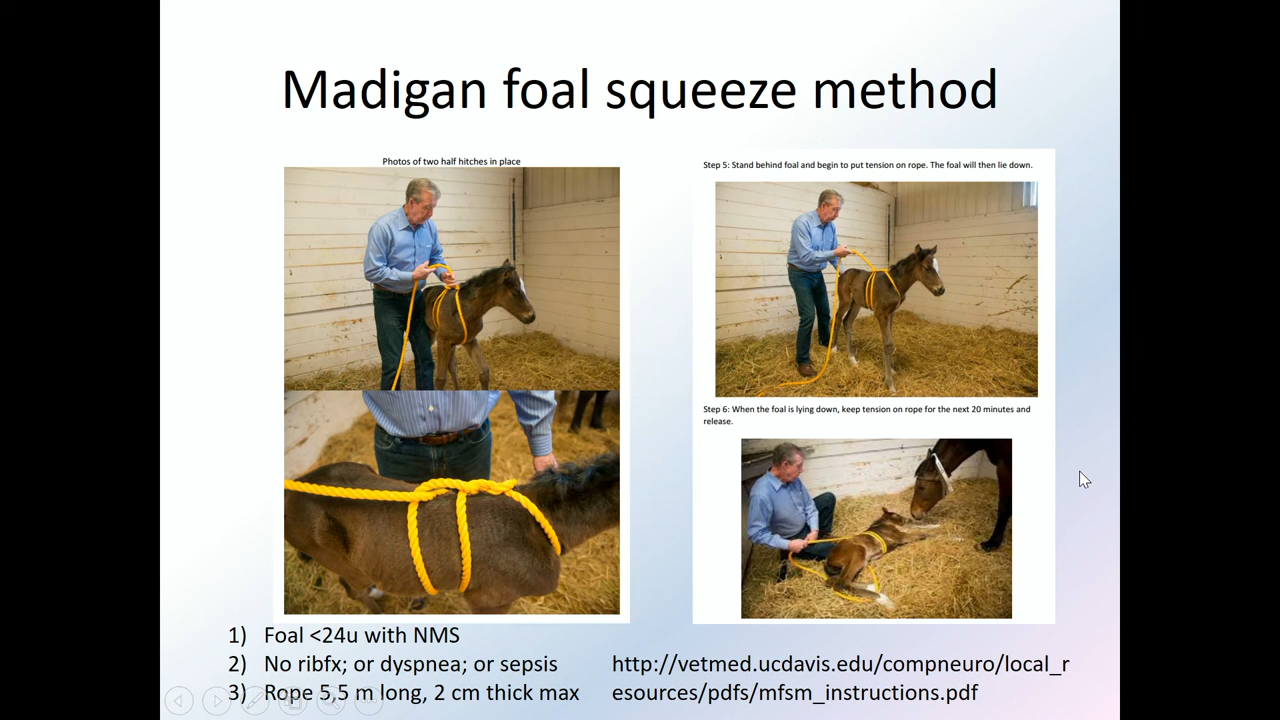 Madigan foal squeeze method
Photos of two half hitches in place
Step 5: Stand behind foal and begin to put tension on rope. The foal will then lie down.
Step 6: When the foal is lying down, keep tension on rope for the next 20 minutes and
release.
1) Foal <24u with NMS
2) No ribfx; or dyspnea; or sepsis
3) Rope 5,5 m long, 2 cm thick max
http://vetmed.ucdavis.edu/compneuro/local_r
esources/pdfs/mfsm_instructions.pdf